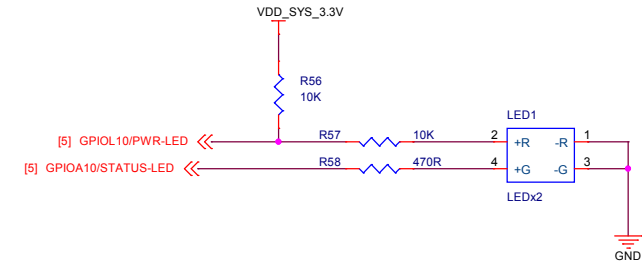 VDD_SYS_3.3V
R56
10K
LED1
[5] GPIOL10/PWR-LED
R57
10K
2
+R
-R
1
[5] GPIOA10/STATUS-LED
R58
470R
4
+G
-G
3
LEDx2
GND